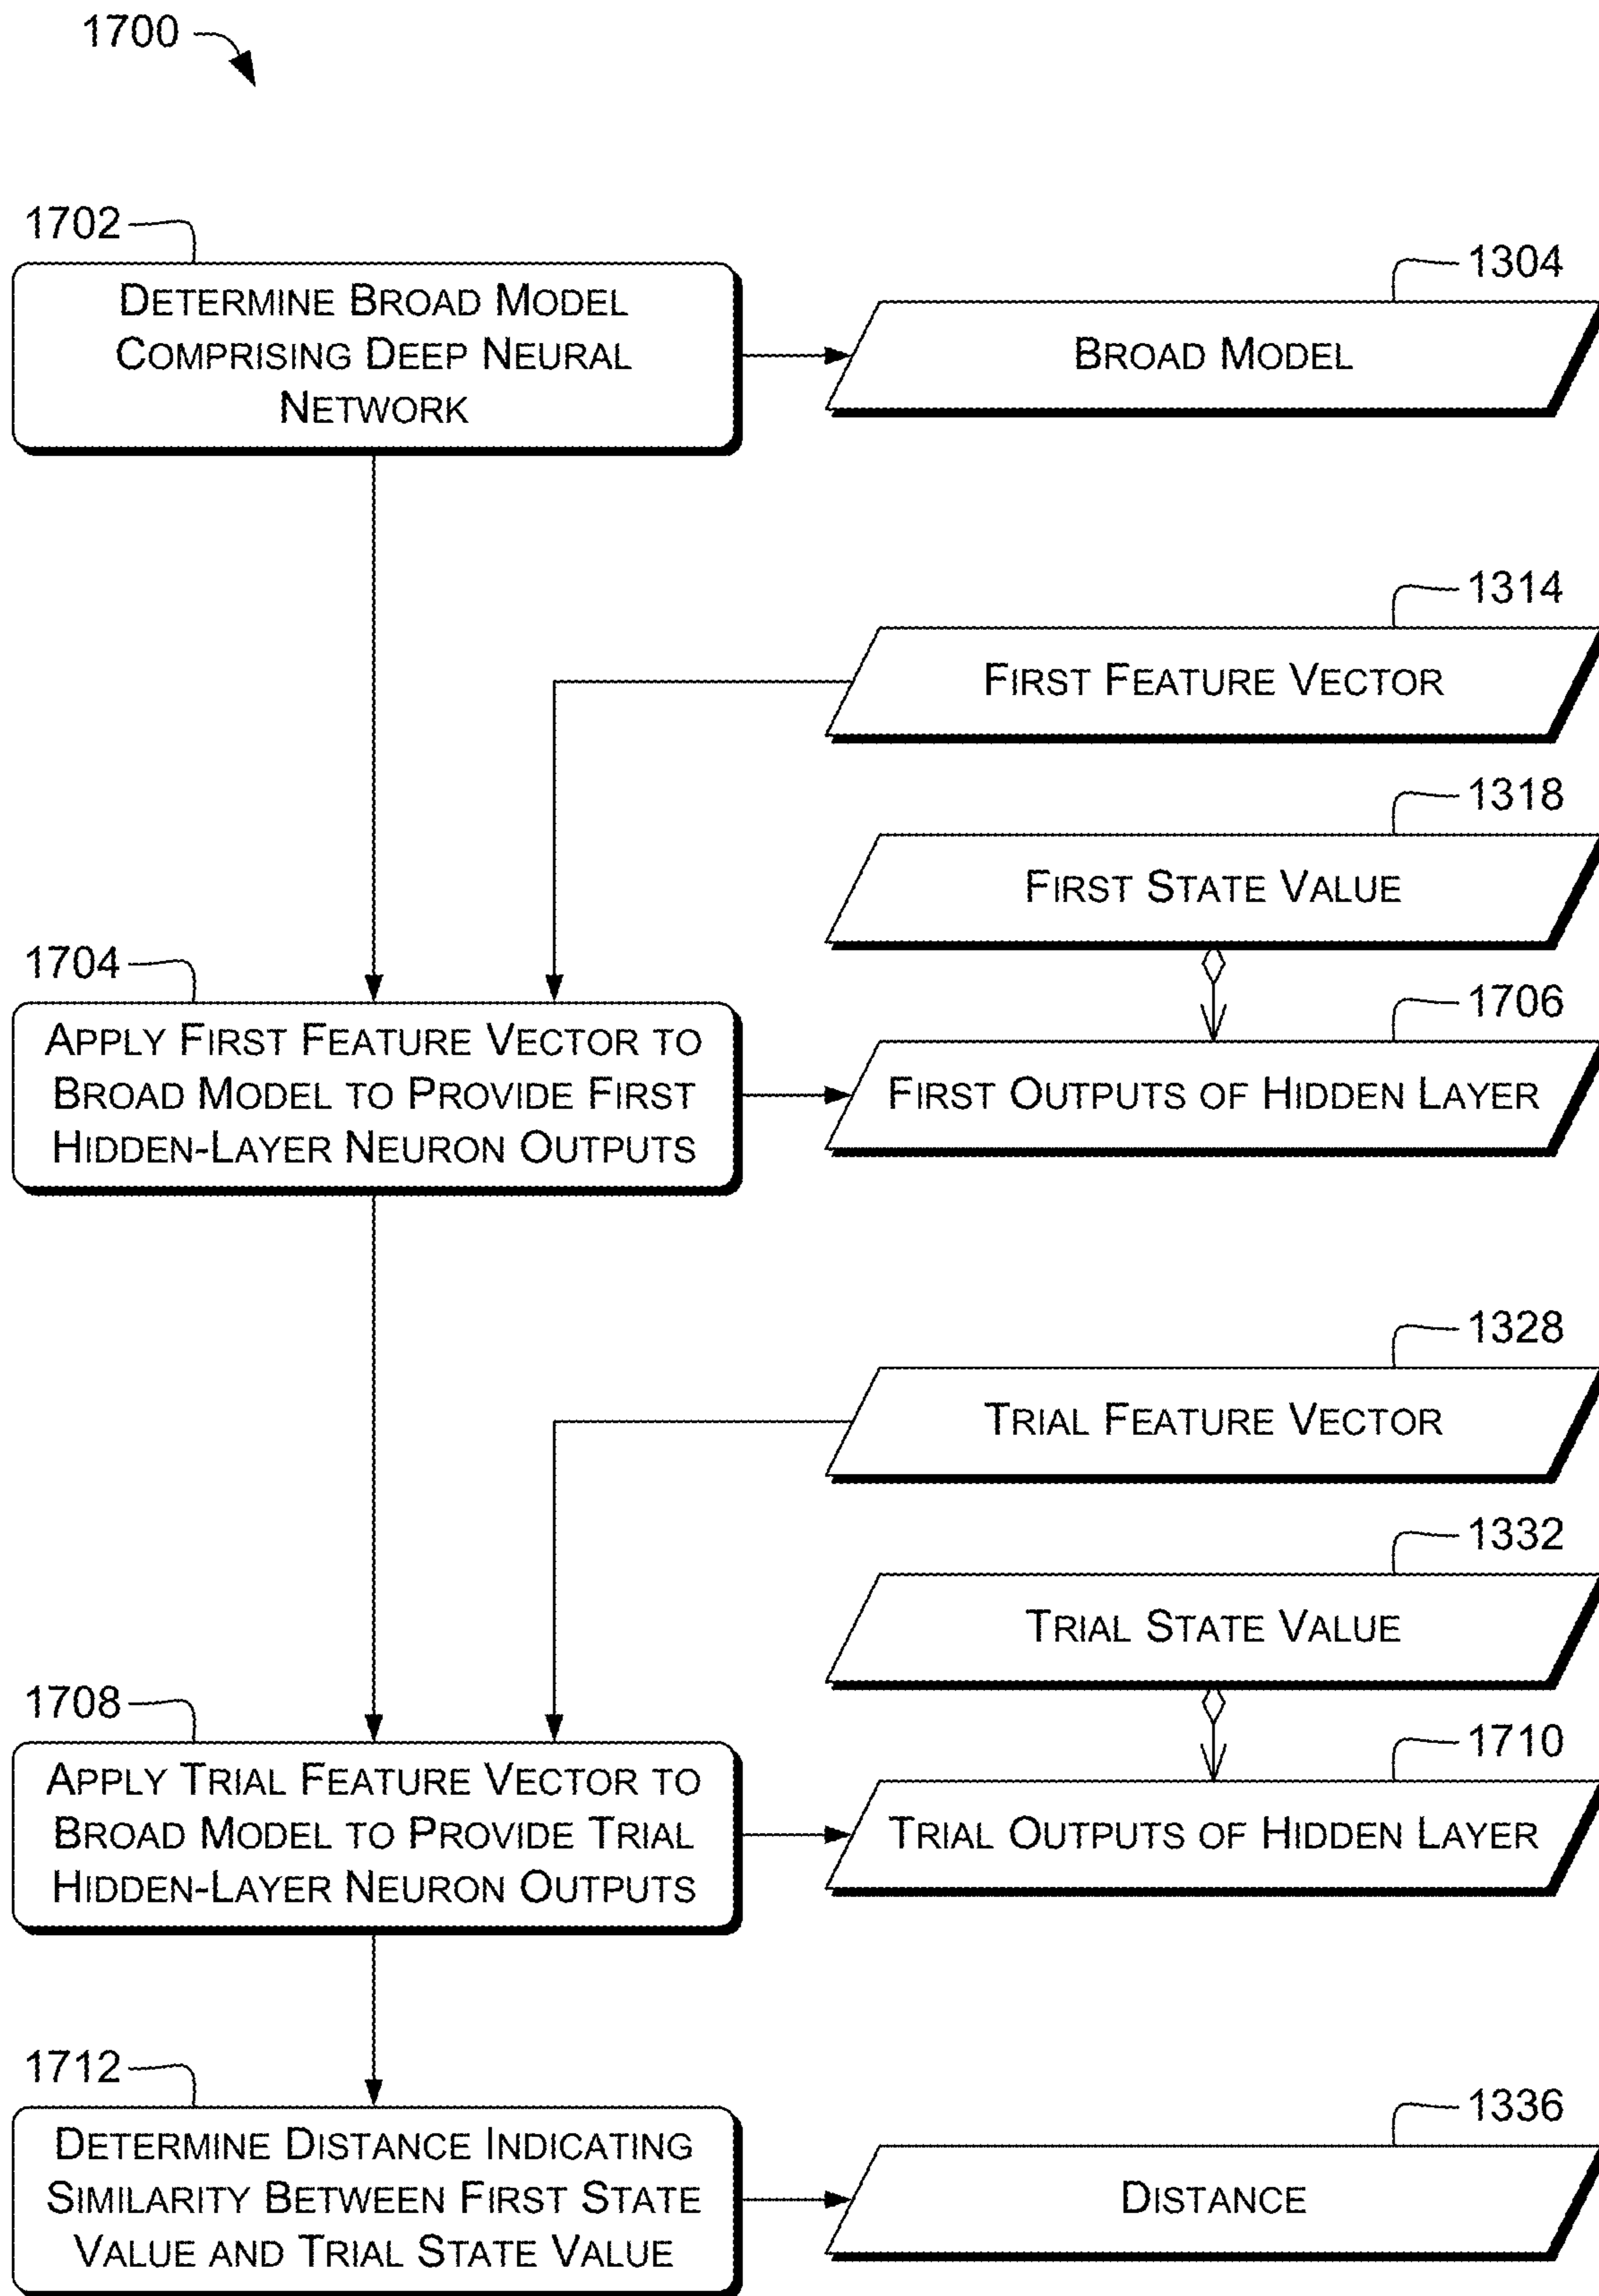 1700
1702
DETERMINE BROAD MODEL
COMPRISING DEEP NEURAL
NETWORK
1304
BROAD MODEL
1314
FIRST FEATURE VECTOR
1318
FIRST STATE VALUE
1704
APPLY FIRST FEATURE VECTOR TO
BROAD MODEL TO PROVIDE FIRST
HIDDEN-LAYER NEURON OUTPUTS
1706
FIRST OUTPUTS OF HIDDEN LAYER
1328
TRIAL FEATURE VECTOR
1332
TRIAL STATE VALUE
1708
APPLY TRIAL FEATURE VECTOR TO
BROAD MODEL TO PROVIDE TRIAL
HIDDEN-LAYER NEURON OUTPUTS
1710
TRIAL OUTPUTS OF HIDDEN LAYER
1712
DETERMINE DISTANCE INDICATING
SIMILARITY BETWEEN FIRST STATE
VALUE AND TRIAL STATE VALUE
1336
DISTANCE